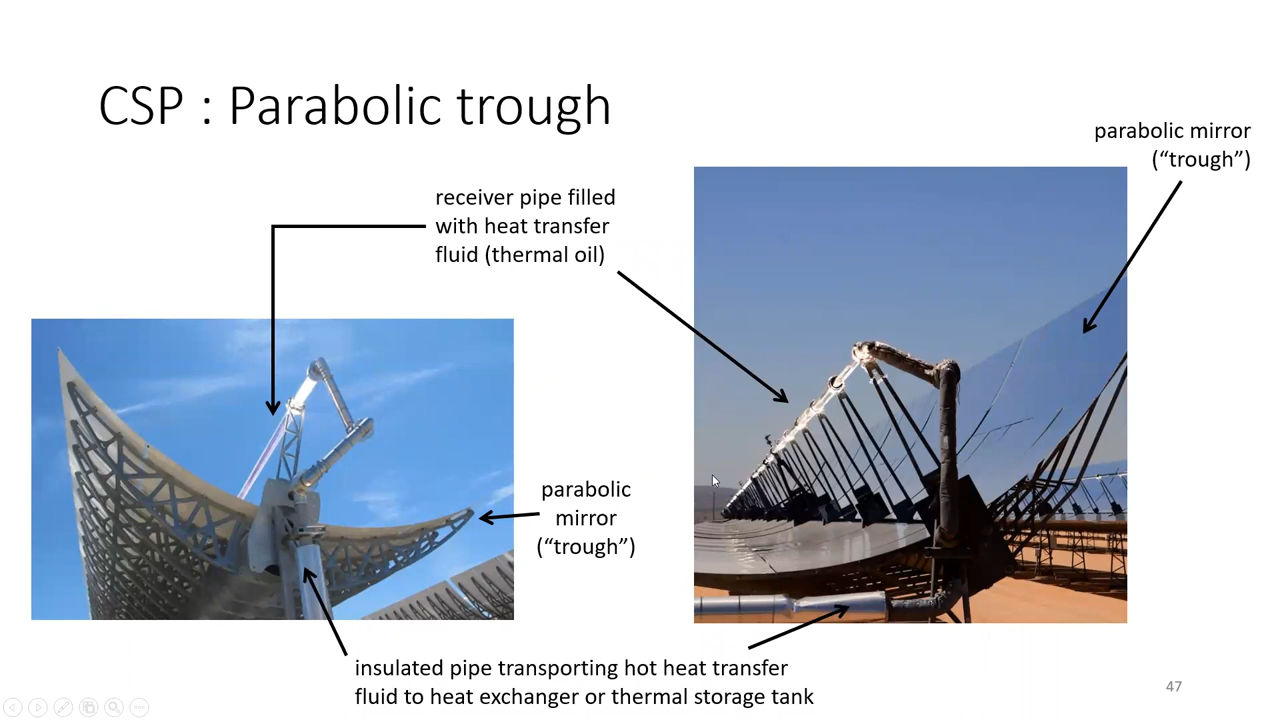 CSP : Parabolic trough
parabolic mirror
(“trough”)
receiver pipe filled
with heat transfer
fluid (thermal oil)
parabolic
mirror
(“trough”)
insulated pipe transporting hot heat transfer
fluid to heat exchanger or thermal storage tank
47